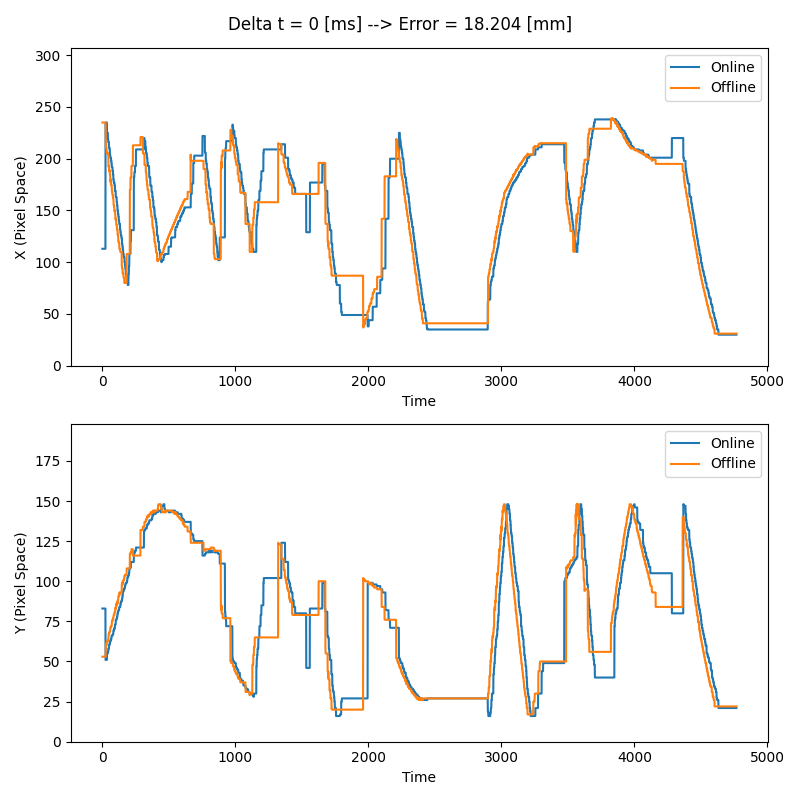 Delta t = 0 [ms] --> Error = 18.204 [mm]
300
250
200
150
100
50
0
X (Pixel Space)
Online
Offline
0 1000 2000 3000 4000 5000
Time
175
150
125
100
75
50
25
0
Y (Pixel Space)
Online
Offline
0 1000 2000 3000 4000 5000
Time